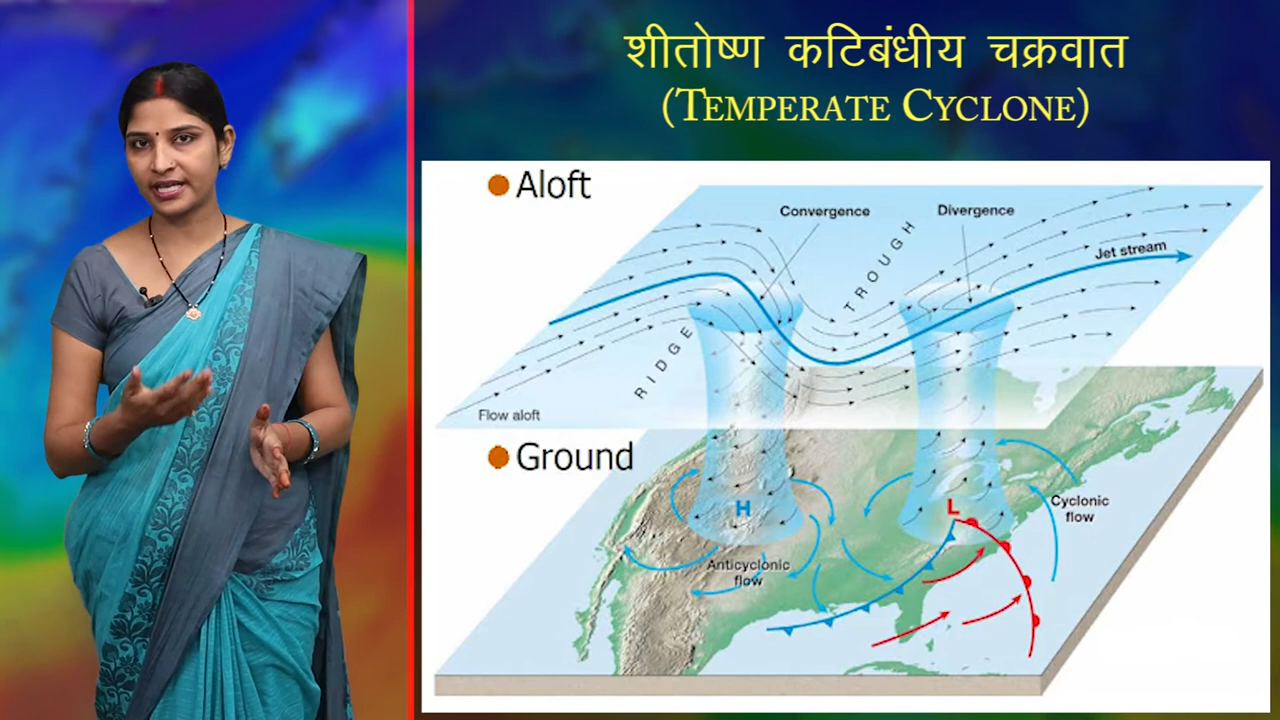 शीतोष्ण कटिबंधीय चक्रवात
(TEMPERATE CYCLONE)
Aloft
Convergence
Divergence
TROUGH
Jet stream
RIDGE
Flow aloft
Ground
H
L
Cyclonic
flow
Anticyclonic
flow